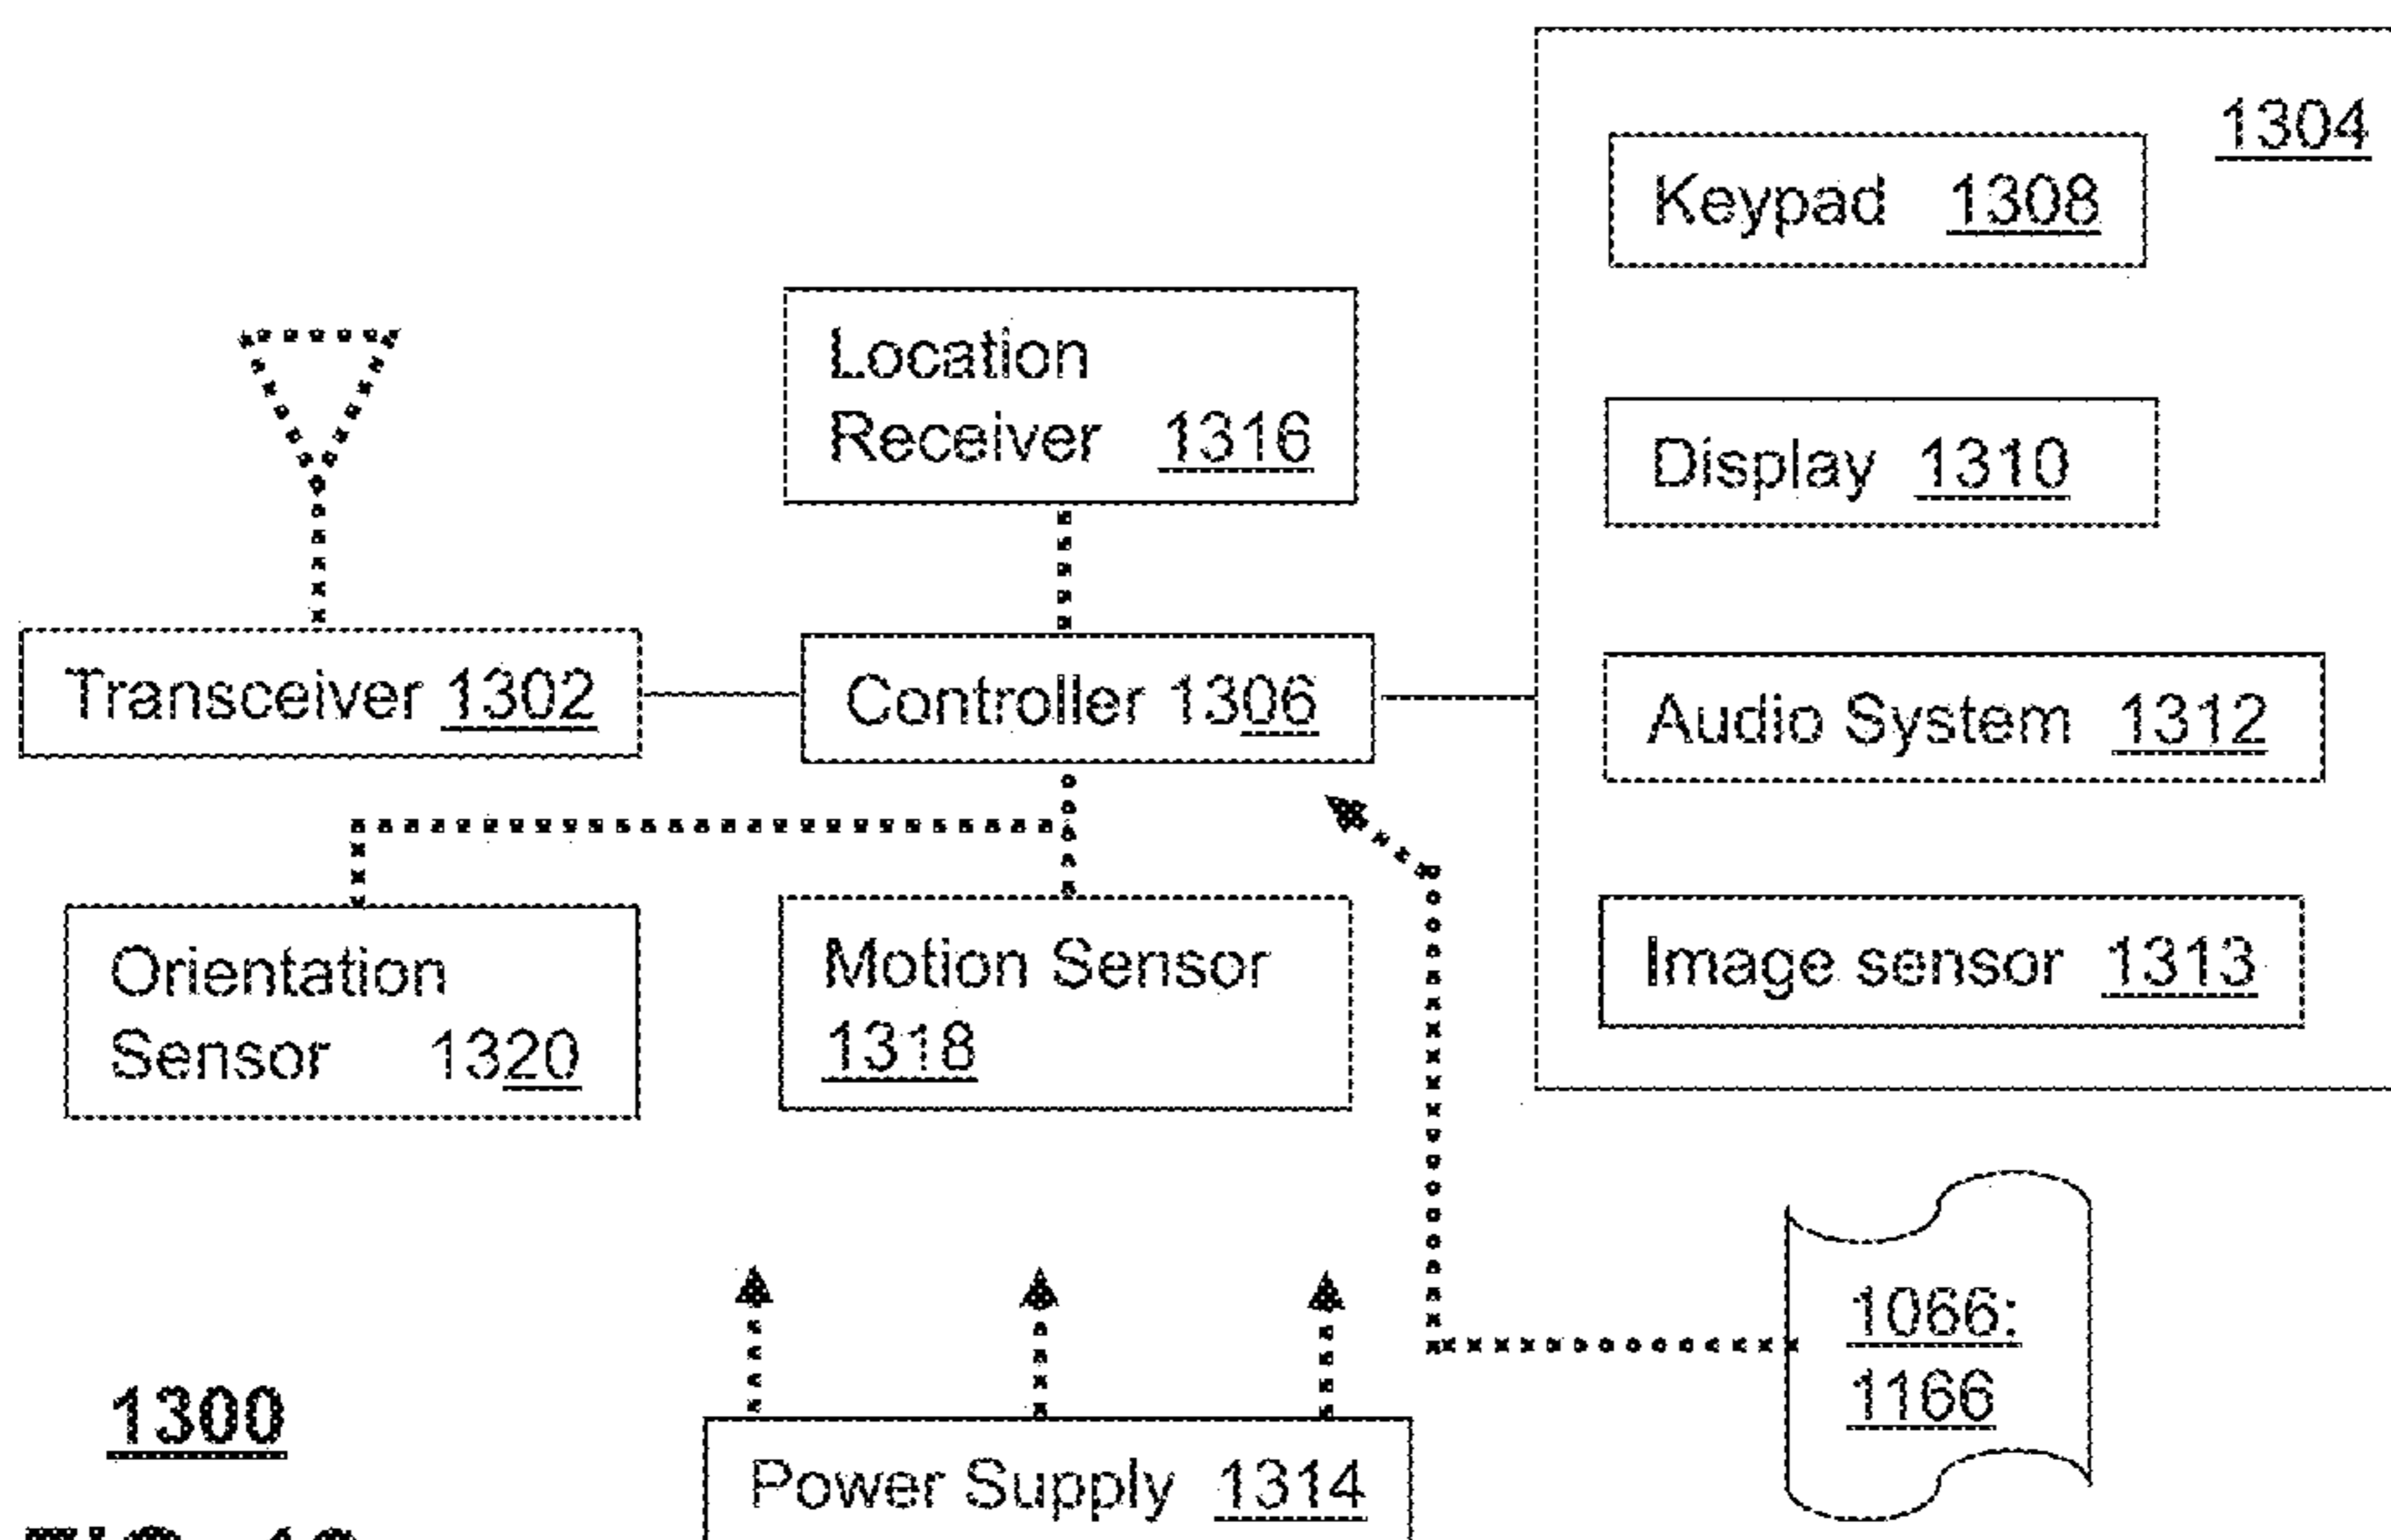 1304
Keypad 1308
Location
Receiver 1316
Display 1310
Transceiver 1302
Controller 1306
Audio System 1312
Orientation
Sensor 1320
Motion Sensor
1318
Image sensor 1313
1066:
1166
1300
Power Supply 1314